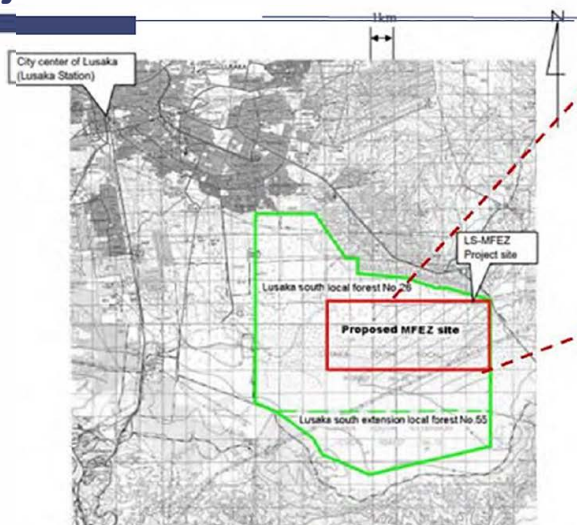 1km
N
City center of Lusaka
(Lusaka Station)
LS-MFEZ
Project site
Lusaka south local forest No.26
Proposed MFEZ site
Lusaka south extension local forest No.55